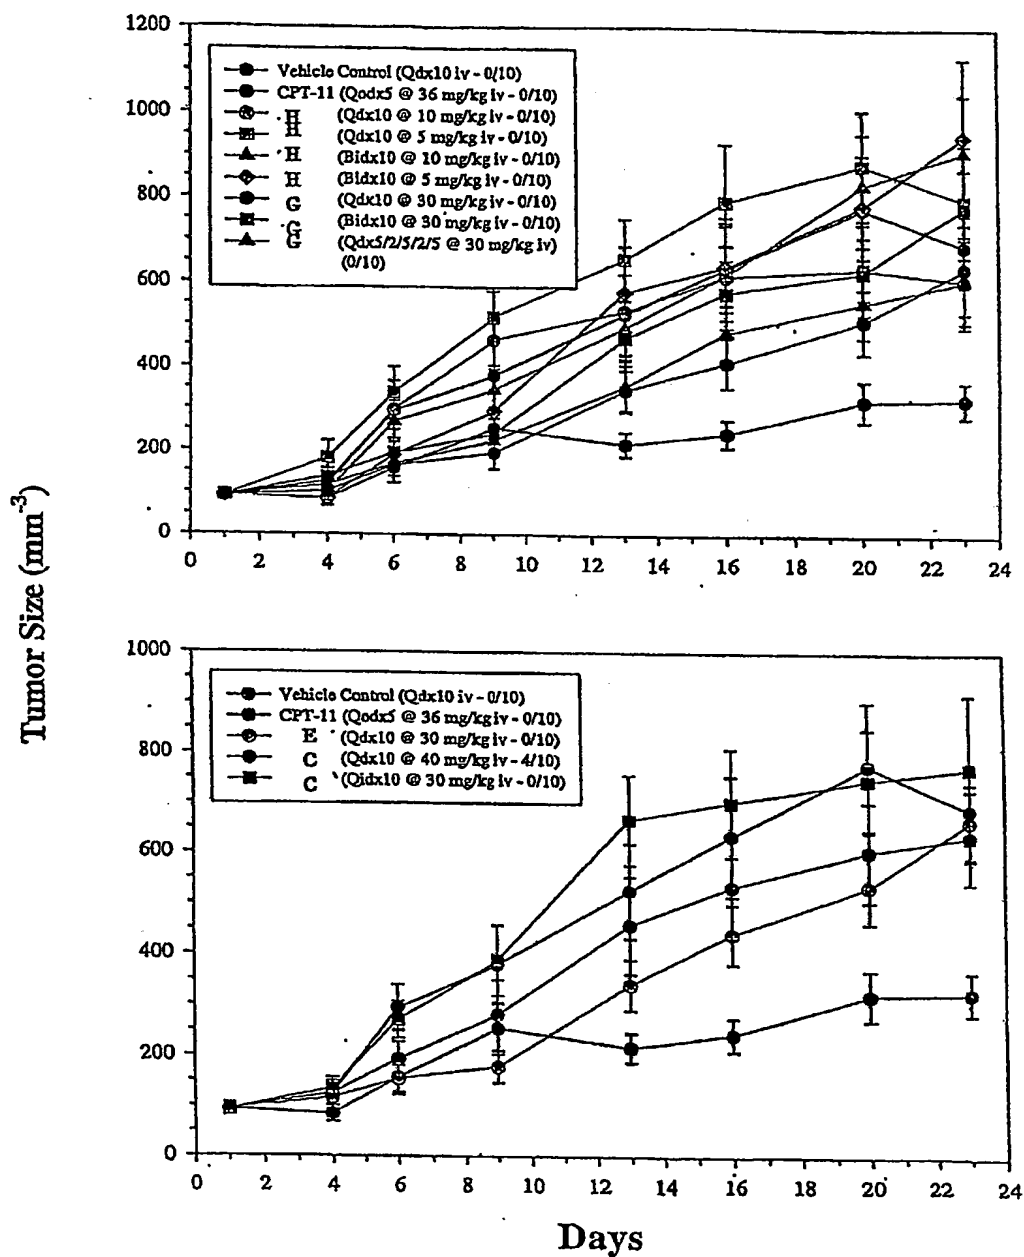 1200
1000
800
600
400
200
0
Vehicle Control (Qdx10 iv - 0/10)
CPT-11 (Qodx5 @ 36 mg/kg iv - 0/10)
H (Qdx10 @ 10 mg/kg iv - 0/10)
H (Qdx10 @ 5 mg/kg iv - 0/10)
H (Bidx10 @ 10 mg/kg iv - 0/10)
H (Bidx10 @ 5 mg/kg iv - 0/10)
G (Qdx10 @ 30 mg/kg iv - 0/10)
G (Bidx10 @ 30 mg/kg iv - 0/10)
G (Qdx5/2/5/2/5 @ 30 mg/kg iv)
(0/10)
0 2 4 6 8 10 12 14 16 18 20 22 24
Tumor Size (mm⁻³)
1000
800
600
400
200
0
Vehicle Control (Qdx10 iv - 0/10)
CPT-11 (Qodx5 @ 36 mg/kg iv - 0/10)
E (Qdx10 @ 30 mg/kg iv - 0/10)
C (Qdx10 @ 40 mg/kg iv - 4/10)
C (Qidx10 @ 30 mg/kg iv - 0/10)
0 2 4 6 8 10 12 14 16 18 20 22 24
Days